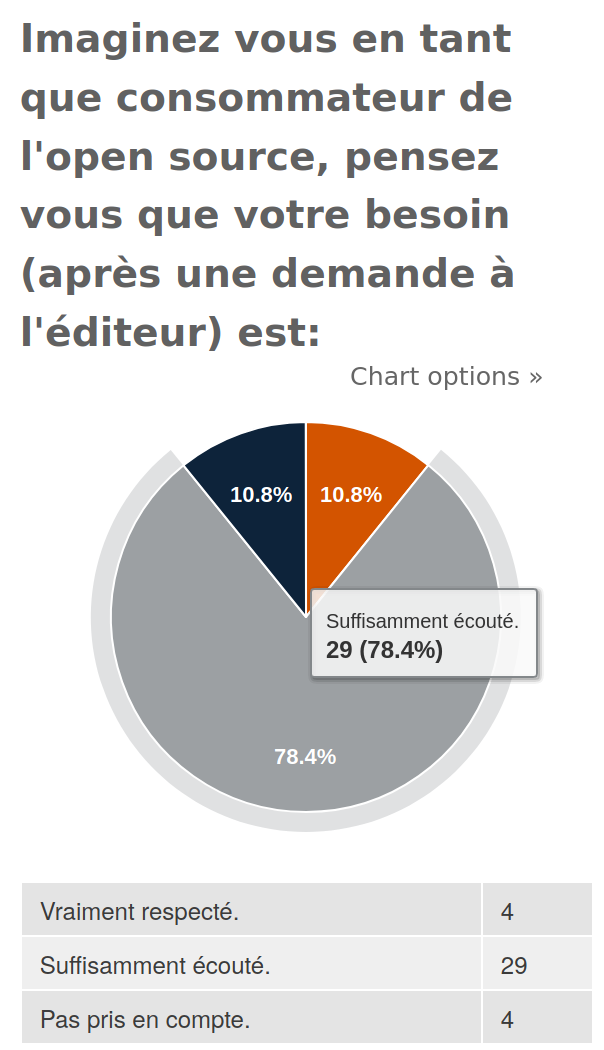 Imaginez vous en tant
que consommateur de
l'open source, pensez
vous que votre besoin
(après une demande à
l'éditeur) est:
Chart options »
10.8% 10.8%
Suffisamment écouté.
29 (78.4%)
78.4%
Vraiment respecté. 4
Suffisamment écouté. 29
Pas pris en compte. 4